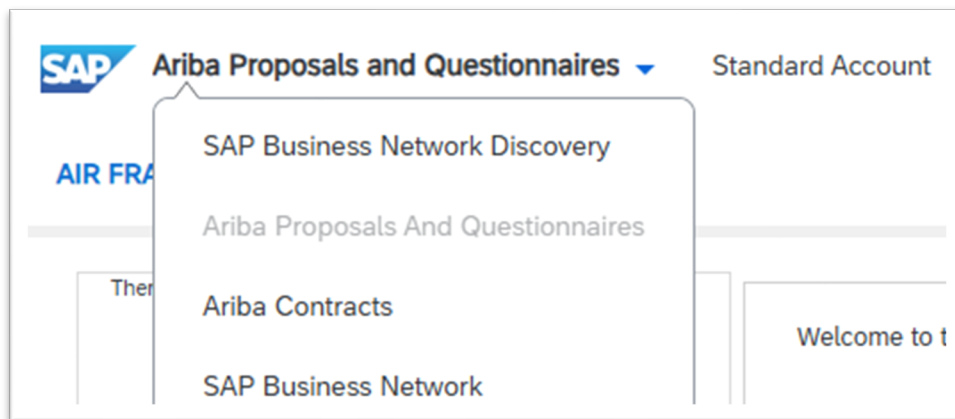 SAP Ariba Proposals and Questionnaires Standard Account
SAP Business Network Discovery
AIR FRA
Ariba Proposals And Questionnaires
Ther
Ariba Contracts
Welcome to t
SAP Business Network